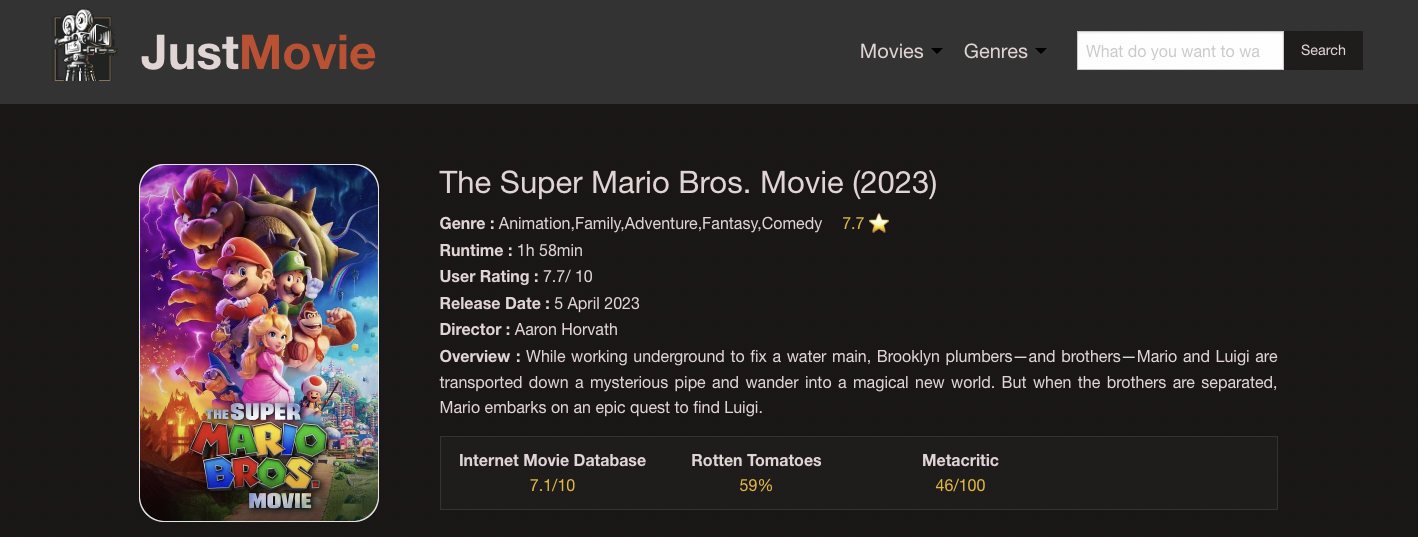 JustMovie
Movies
Genres
What do you want to wa
Search
The Super Mario Bros. Movie (2023)
Genre : Animation,Family,Adventure,Fantasy,Comedy 7.7
Runtime : 1h 58min
User Rating : 7.7/ 10
Release Date : 5 April 2023
Director : Aaron Horvath
Overview : While working underground to fix a water main, Brooklyn plumbers—and brothers—Mario and Luigi are
transported down a mysterious pipe and wander into a magical new world. But when the brothers are separated,
Mario embarks on an epic quest to find Luigi.
THE SUPER
MARIO
BROS.
MOVIE
Internet Movie Database
7.1/10
Rotten Tomatoes
59%
Metacritic
46/100